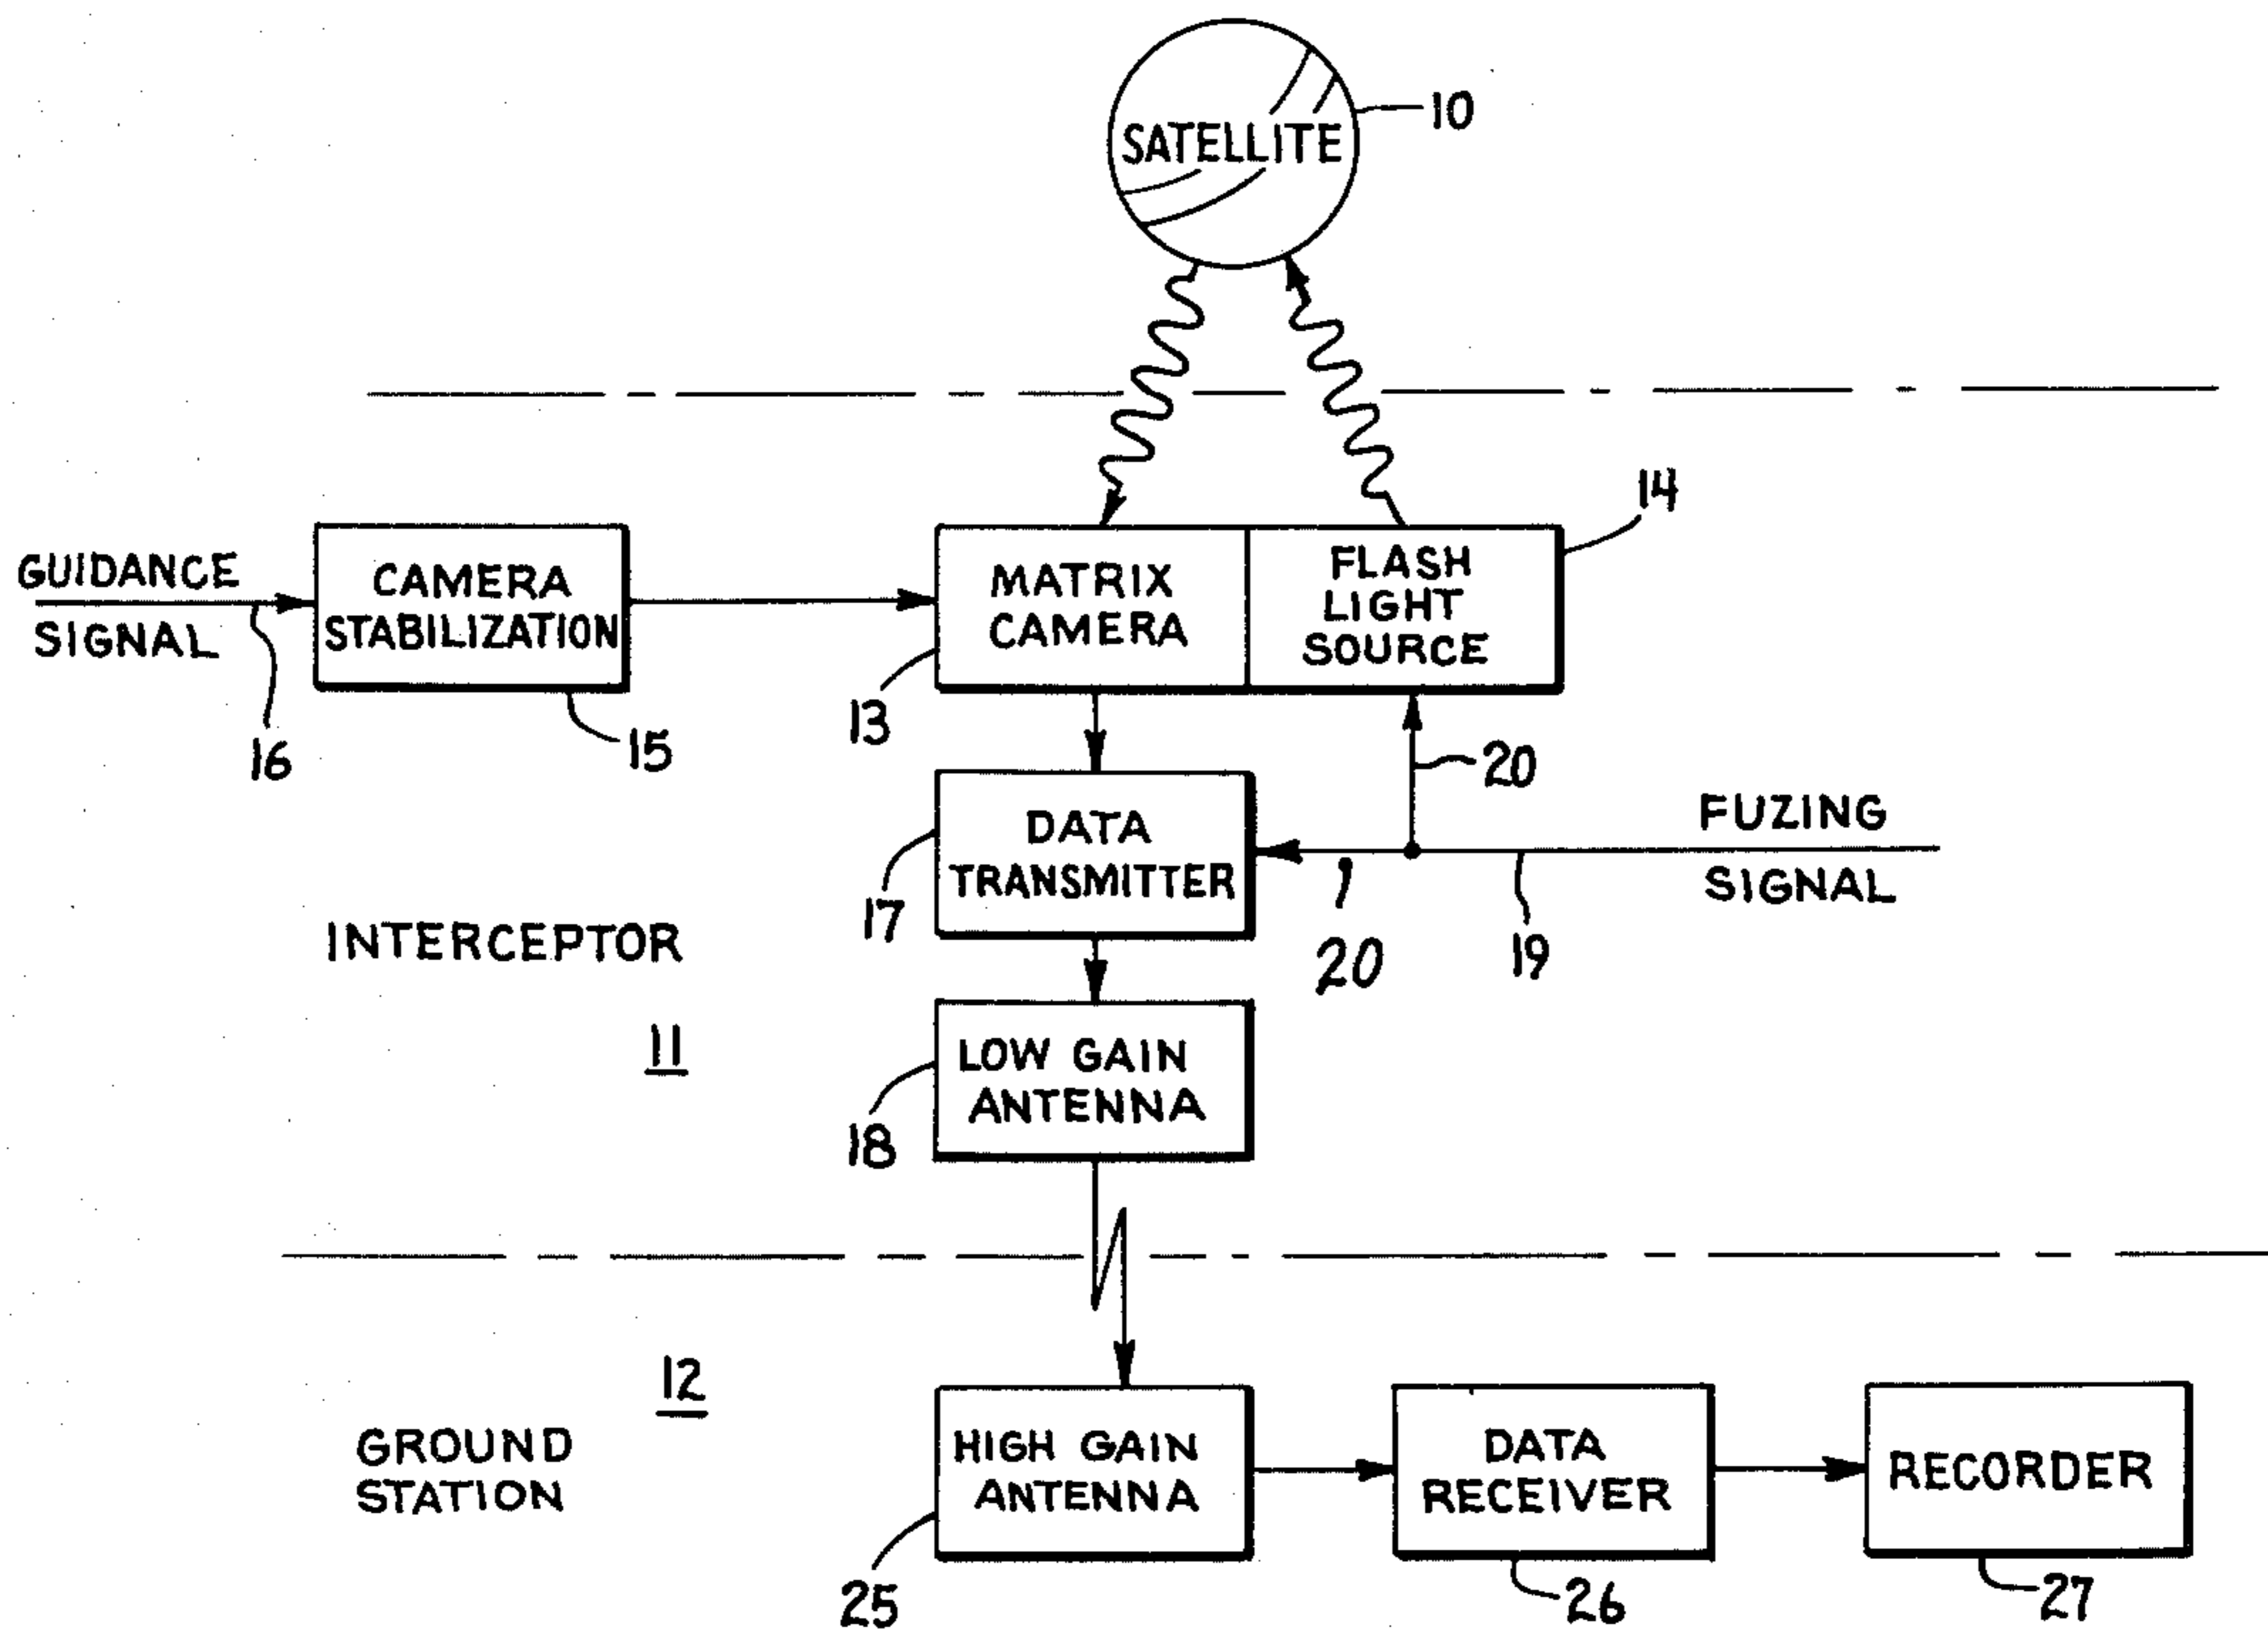 SATELLITE
10
14
GUIDANCE
SIGNAL
16
CAMERA
STABILIZATION
15
MATRIX
CAMERA
13
FLASH
LIGHT
SOURCE
20
DATA
TRANSMITTER
17
20
FUZING
SIGNAL
19
INTERCEPTOR
11
LOW GAIN
ANTENNA
18
12
GROUND
STATION
HIGH GAIN
ANTENNA
25
DATA
RECEIVER
26
RECORDER
27